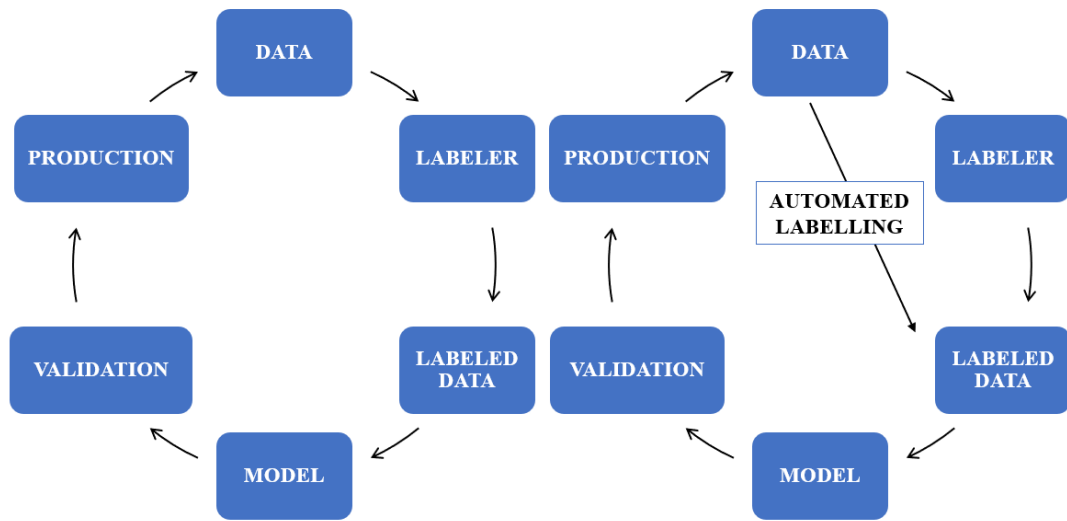 DATA
PRODUCTION
LABELER
VALIDATION
LABELED
DATA
MODEL
DATA
PRODUCTION
LABELER
AUTOMATED
LABELLING
VALIDATION
LABELED
DATA
MODEL